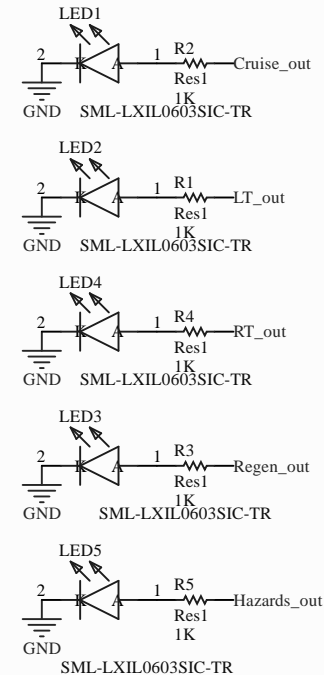 LED1
2 K A 1 R2 Cruise_out
Res1
1K
GND SML-LXIL0603SIC-TR
LED2
2 K A 1 R1 LT_out
Res1
1K
GND SML-LXIL0603SIC-TR
LED4
2 K A 1 R4 RT_out
Res1
1K
GND SML-LXIL0603SIC-TR
LED3
2 K A 1 R3 Regen_out
Res1
1K
GND SML-LXIL0603SIC-TR
LED5
2 K A 1 R5 Hazards_out
Res1
1K
GND
SML-LXIL0603SIC-TR